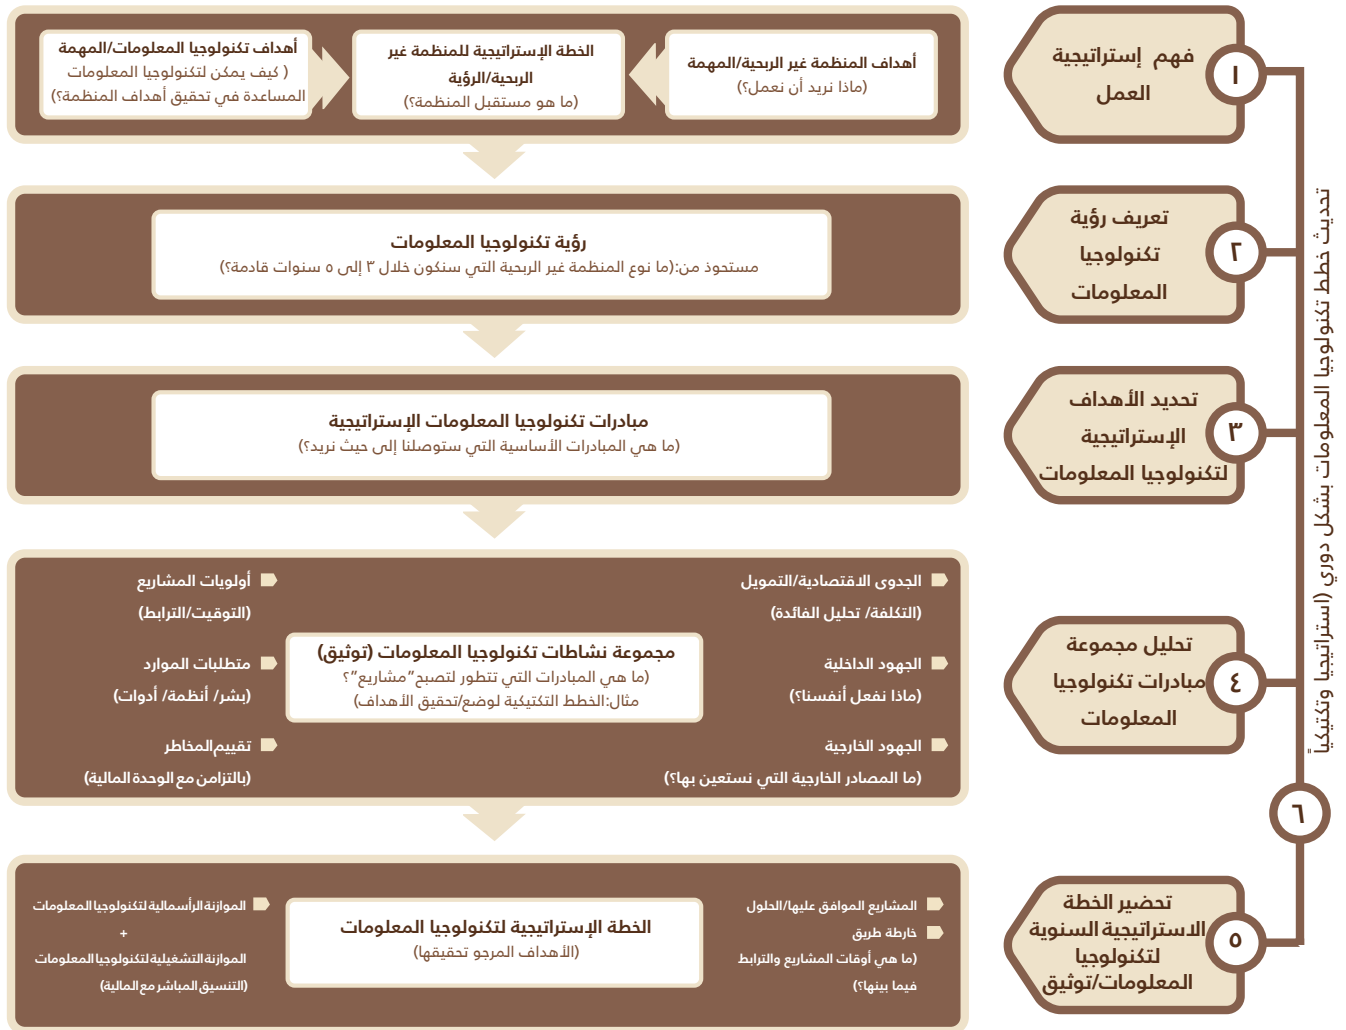 ١
فهم إستراتيجية
العمل
أهداف المنظمة غير الربحية/المهمة
(ماذا نريد أن نعمل؟)
الخطة الإستراتيجية للمنظمة غير
الربحية/الرؤية
(ما هو مستقبل المنظمة؟)
أهداف تكنولوجيا المعلومات/المهمة
( كيف يمكن لتكنولوجيا المعلومات
المساعدة في تحقيق أهداف المنظمة؟)
٢
تعريف رؤية
تكنولوجيا
المعلومات
رؤية تكنولوجيا المعلومات
مستحوذ من:(ما نوع المنظمة غير الربحية التي سنكون خلال ٣ إلى ٥ سنوات قادمة؟)
٣
تحديد الأهداف
الإستراتيجية
لتكنولوجيا المعلومات
مبادرات تكنولوجيا المعلومات الإستراتيجية
(ما هي المبادرات الأساسية التي ستوصلنا إلى حيث نريد؟)
٤
تحليل مجموعة
مبادرات تكنولوجيا
المعلومات
الجدوى الاقتصادية/التمويل
(التكلفة/ تحليل الفائدة)
الجهود الداخلية
(ماذا نفعل أنفسنا؟)
الجهود الخارجية
(ما المصادر الخارجية التي نستعين بها؟)
مجموعة نشاطات تكنولوجيا المعلومات (توثيق)
(ما هي المبادرات التي تتطور لتصبح"مشاريع"؟
مثال:الخطط التكتيكية لوضع/تحقيق الأهداف)
أولويات المشاريع
(التوقيت/الترابط)
متطلبات الموارد
(بشر/ أنظمة/ أدوات)
تقييم المخاطر
(بالتزامن مع الوحدة المالية)
٥
تحضير الخطة
الاستراتيجية السنوية
لتكنولوجيا
المعلومات/توثيق
المشاريع الموافق عليها/الحلول
خارطة طريق
(ما هي أوقات المشاريع والترابط
فيما بينها؟)
الخطة الإستراتيجية لتكنولوجيا المعلومات
(الأهداف المرجو تحقيقها)
الموازنة الرأسمالية لتكنولوجيا المعلومات
+
الموازنة التشغيلية لتكنولوجيا المعلومات
(التنسيق المباشر مع المالية)
٦
تحديث خطط تكنولوجيا المعلومات بشكل دوري (استراتيجيا وتكتيكياً